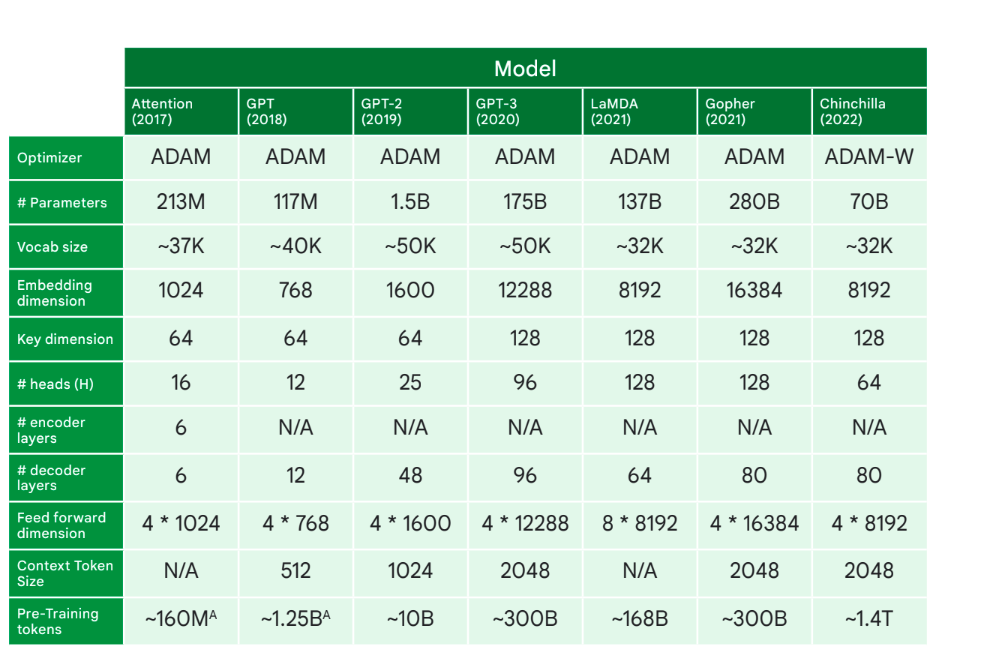 Model
Attention (2017) GPT (2018) GPT-2 (2019) GPT-3 (2020) LaMDA (2021) Gopher (2021) Chinchilla (2022)
Optimizer ADAM ADAM ADAM ADAM ADAM ADAM ADAM-W
# Parameters 213M 117M 1.5B 175B 137B 280B 70B
Vocab size ~37K ~40K ~50K ~50K ~32K ~32K ~32K
Embedding dimension 1024 768 1600 12288 8192 16384 8192
Key dimension 64 64 64 128 128 128 128
# heads (H) 16 12 25 96 128 128 64
# encoder layers 6 N/A N/A N/A N/A N/A N/A
# decoder layers 6 12 48 96 64 80 80
Feed forward dimension 4 * 1024 4 * 768 4 * 1600 4 * 12288 8 * 8192 4 * 16384 4 * 8192
Context Token Size N/A 512 1024 2048 N/A 2048 2048
Pre-Training tokens ~160Mᴬ ~1.25Bᴬ ~10B ~300B ~168B ~300B ~1.4T